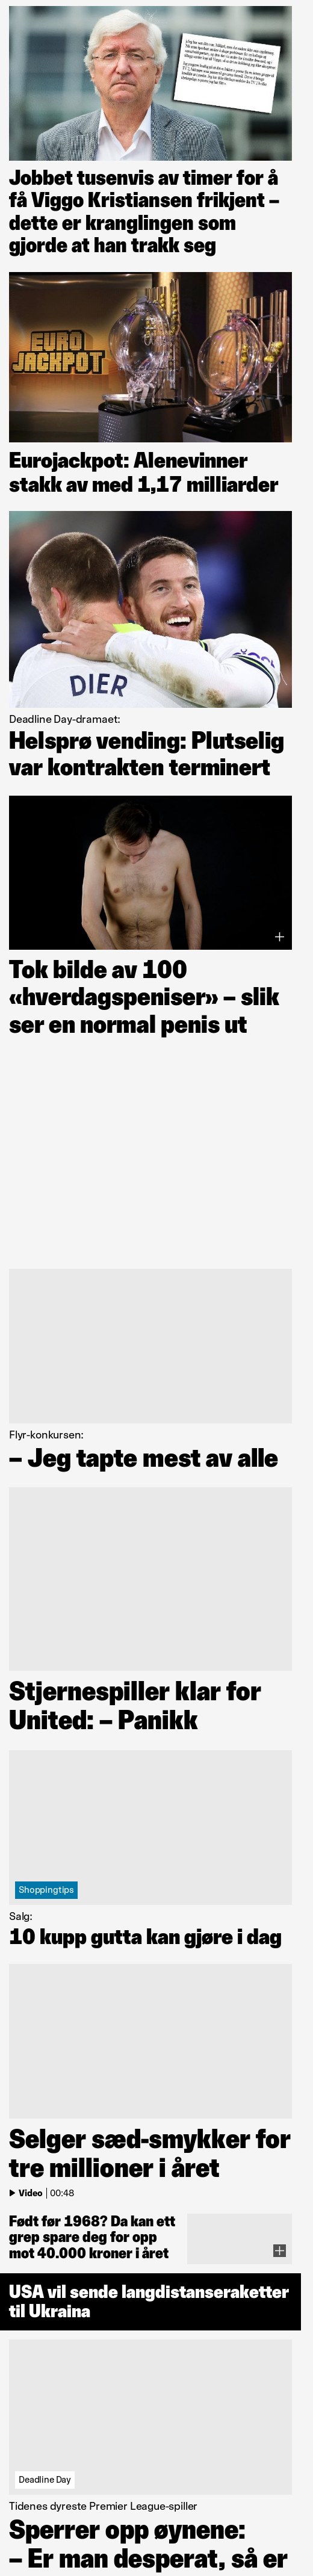 Jobbet tusenvis av timer for å
få Viggo Kristiansen frikjent –
dette er kranglingen som
gjorde at han trakk seg
EURO
JACKPOT
Eurojackpot: Alenevinner
stakk av med 1,17 milliarder
DIER
Deadline Day-dramaet:
Helsprø vending: Plutselig
var kontrakten terminert
Tok bilde av 100
«hverdagspeniser» – slik
ser en normal penis ut
Flyr-konkursen:
– Jeg tapte mest av alle
Stjernespiller klar for
United: – Panikk
Shoppingtips
Salg:
10 kupp gutta kan gjøre i dag
Selger sæd-smykker for
tre millioner i året
Video | 00:48
Født før 1968? Da kan ett
grep spare deg for opp
mot 40.000 kroner i året
USA vil sende langdistanseraketter
til Ukraina
Deadline Day
Tidenes dyreste Premier League-spiller
Sperrer opp øynene:
– Er man desperat, så er